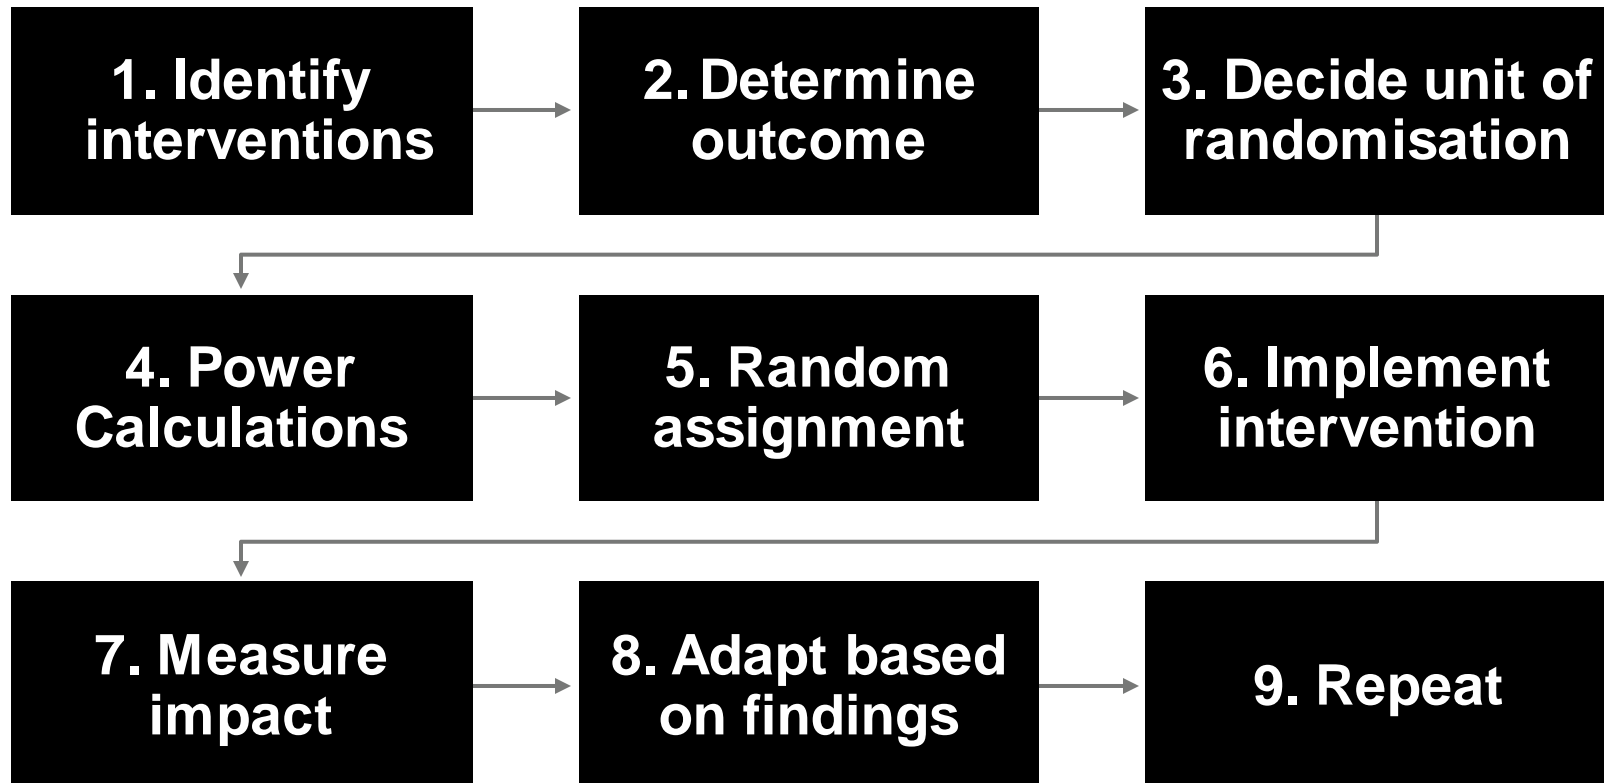 1. Identify
interventions
2. Determine
outcome
3. Decide unit of
randomisation
4. Power
Calculations
5. Random
assignment
6. Implement
intervention
7. Measure
impact
8. Adapt based
on findings
9. Repeat